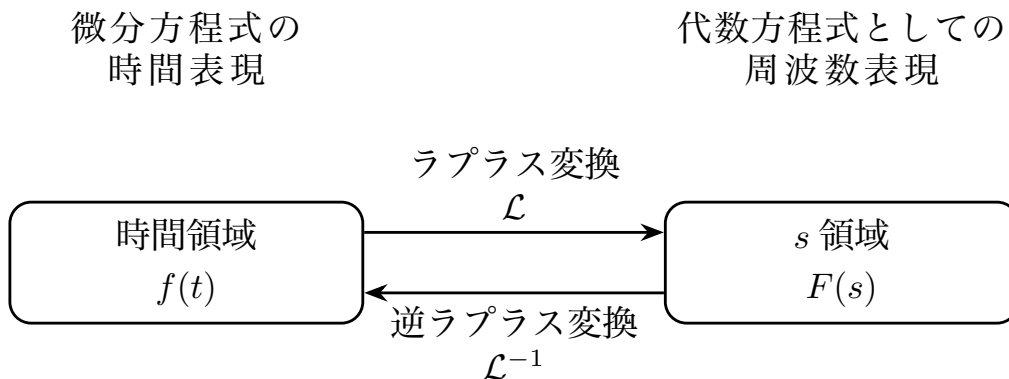 微分方程式の
時間表現
代数方程式としての
周波数表現
ラプラス変換
ℒ
時間領域
f(t)
s 領域
F(s)
逆ラプラス変換
ℒ⁻¹